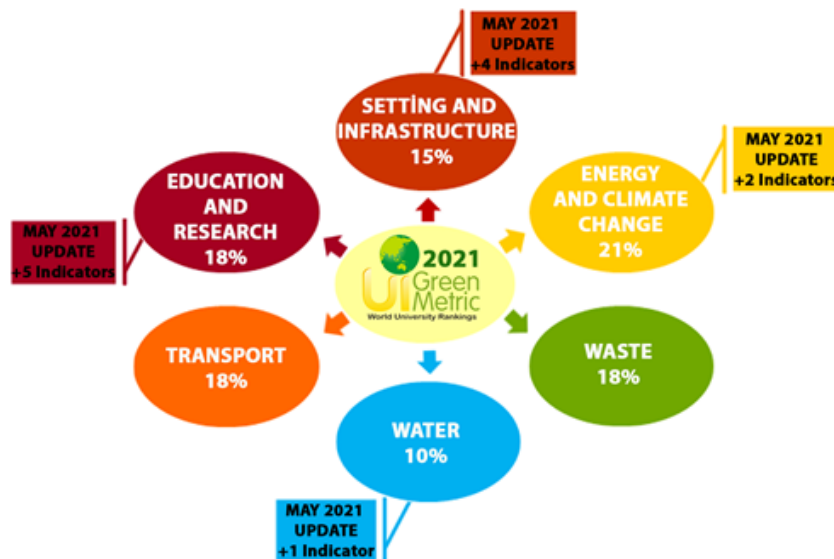 MAY 2021
UPDATE
+4 Indicators
SETTİNG AND
INFRASTRUCTURE
15%
MAY 2021
UPDATE
+2 Indicators
ENERGY
AND CLIMATE
CHANGE
21%
EDUCATION
AND
RESEARCH
18%
MAY 2021
UPDATE
+5 Indicators
2021
UI
Green
Metric
World University Rankings
TRANSPORT
18%
WASTE
18%
WATER
10%
MAY 2021
UPDATE
+1 Indicator